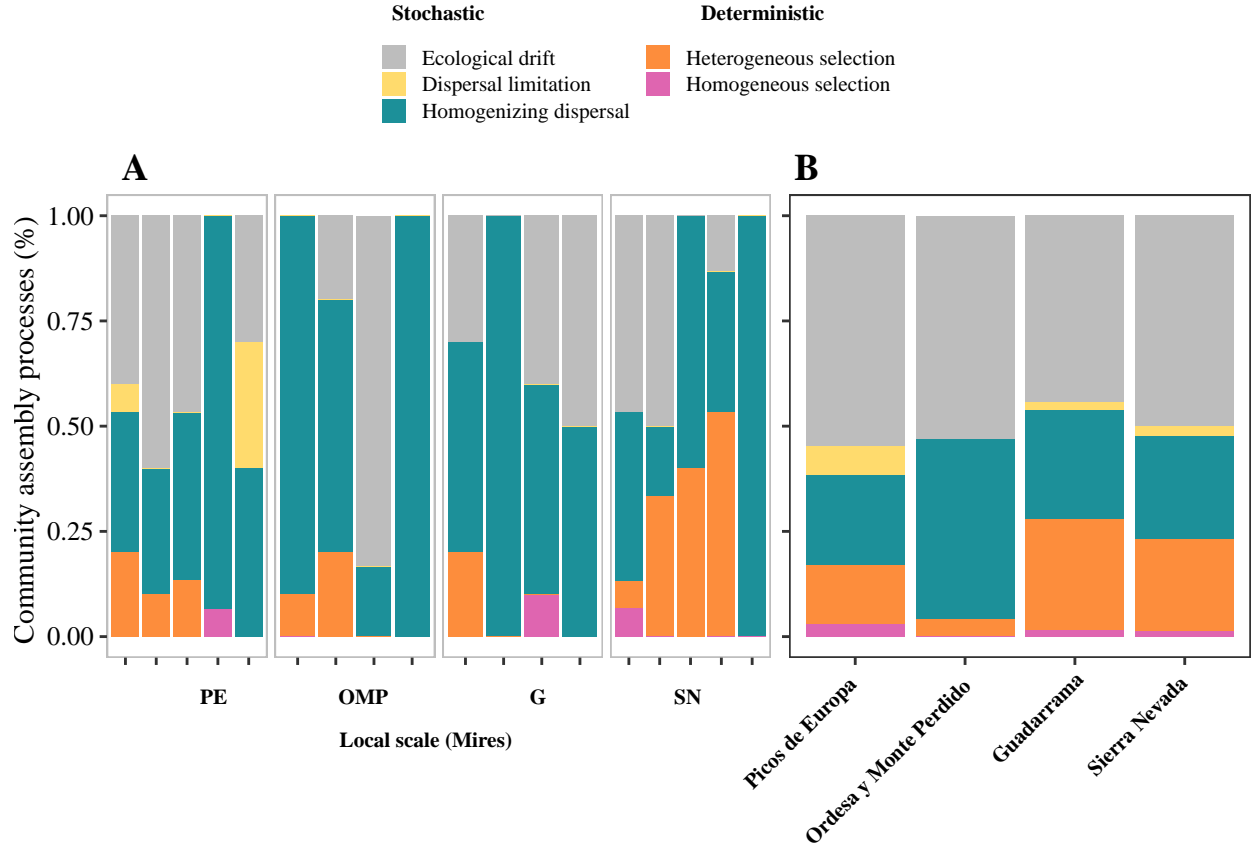 Stochastic Deterministic
Ecological drift Heterogeneous selection
Dispersal limitation Homogeneous selection
Homogenizing dispersal
A B
Community assembly processes (%)
1.00
0.75
0.50
0.25
0.00
PE OMP G SN
Local scale (Mires)
Picos de Europa
Ordesa y Monte Perdido
Guadarrama
Sierra Nevada